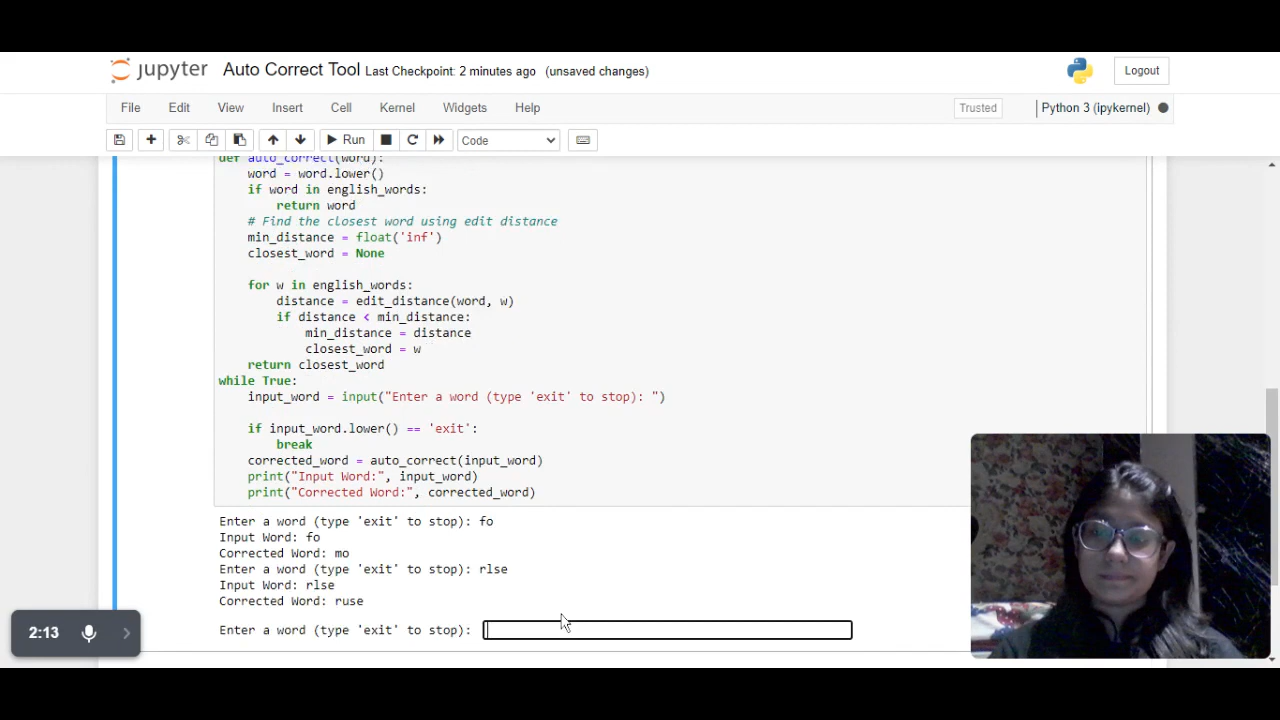 jupyter Auto Correct Tool Last Checkpoint: 2 minutes ago (unsaved changes) Logout
File Edit View Insert Cell Kernel Widgets Help Trusted Python 3 (ipykernel)
Run Code
def auto_correct(word):
word = word.lower()
if word in english_words:
return word
# Find the closest word using edit distance
min_distance = float('inf')
closest_word = None
for w in english_words:
distance = edit_distance(word, w)
if distance < min_distance:
min_distance = distance
closest_word = w
return closest_word
while True:
input_word = input("Enter a word (type 'exit' to stop): ")
if input_word.lower() == 'exit':
break
corrected_word = auto_correct(input_word)
print("Input Word:", input_word)
print("Corrected Word:", corrected_word)
Enter a word (type 'exit' to stop): fo
Input Word: fo
Corrected Word: mo
Enter a word (type 'exit' to stop): rlse
Input Word: rlse
Corrected Word: ruse
Enter a word (type 'exit' to stop):
2:13